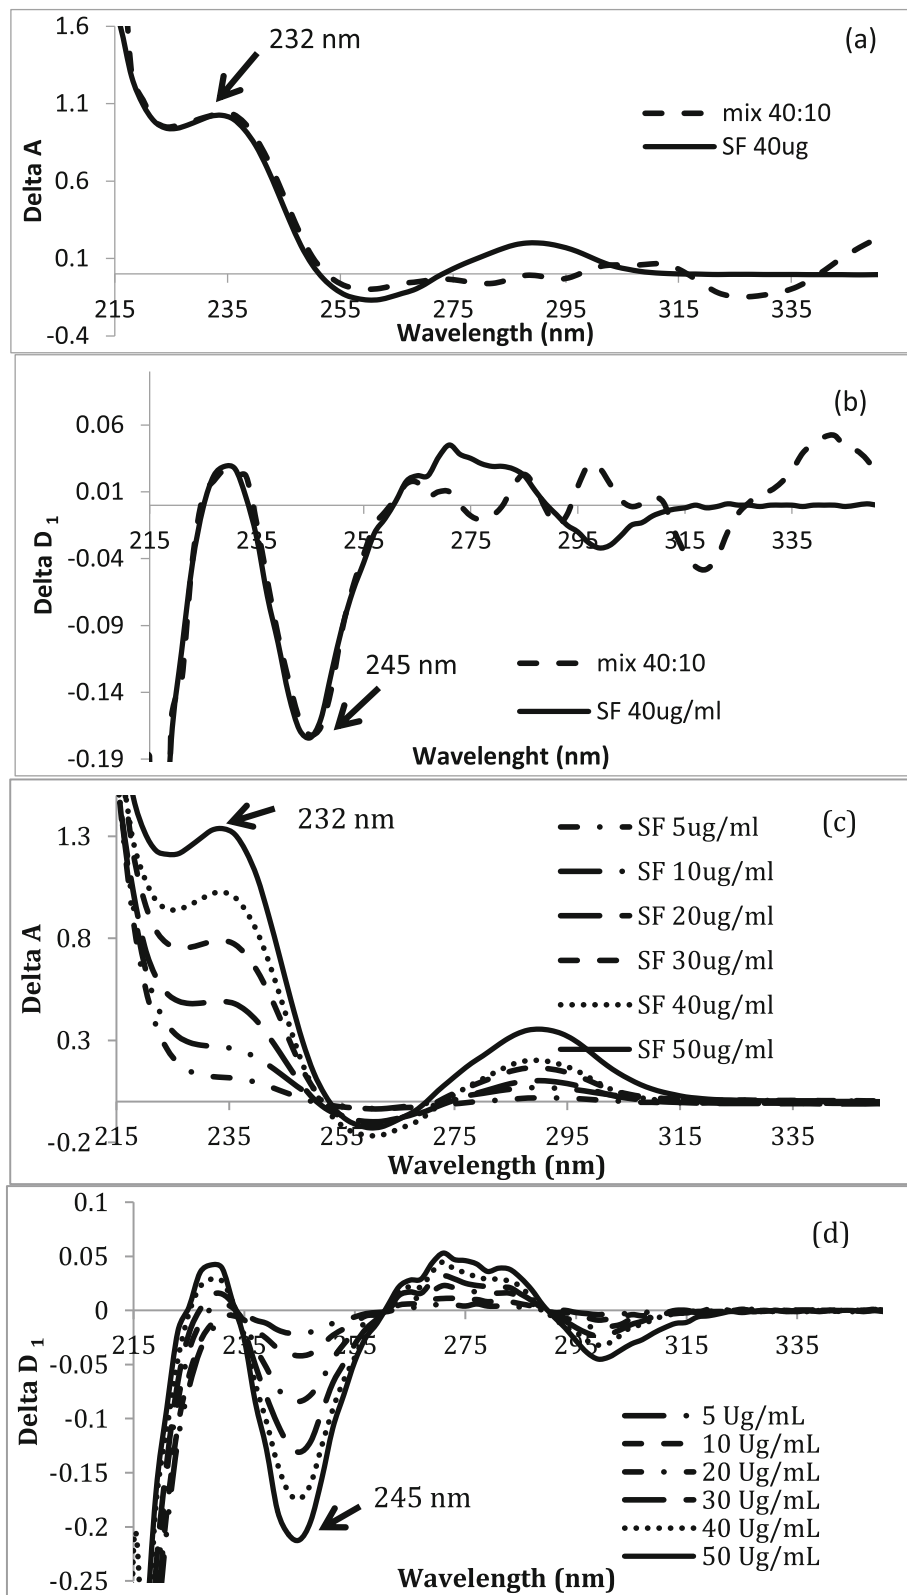 1.6
232 nm
(a)
1.1
mix 40:10
SF 40ug
Delta A
0.6
0.1
215 235 255 275 295 315 335
-0.4
Wavelength (nm)
(b)
0.06
0.01
215 235 255 275 295 315 335
-0.04
Delta D 1
-0.09
245 nm
mix 40:10
-0.14
SF 40ug/ml
-0.19
Wavelenght (nm)
1.3
232 nm
(c)
SF 5ug/ml
SF 10ug/ml
0.8
SF 20ug/ml
Delta A
SF 30ug/ml
SF 40ug/ml
0.3
SF 50ug/ml
-0.2
215 235 255 275 295 315 335
Wavelength (nm)
0.1
(d)
0.05
0
215 235 255 275 295 315 335
-0.05
Delta D 1
-0.1
5 Ug/mL
10 Ug/mL
-0.15
20 Ug/mL
245 nm
30 Ug/mL
-0.2
40 Ug/mL
50 Ug/mL
-0.25
Wavelength (nm)